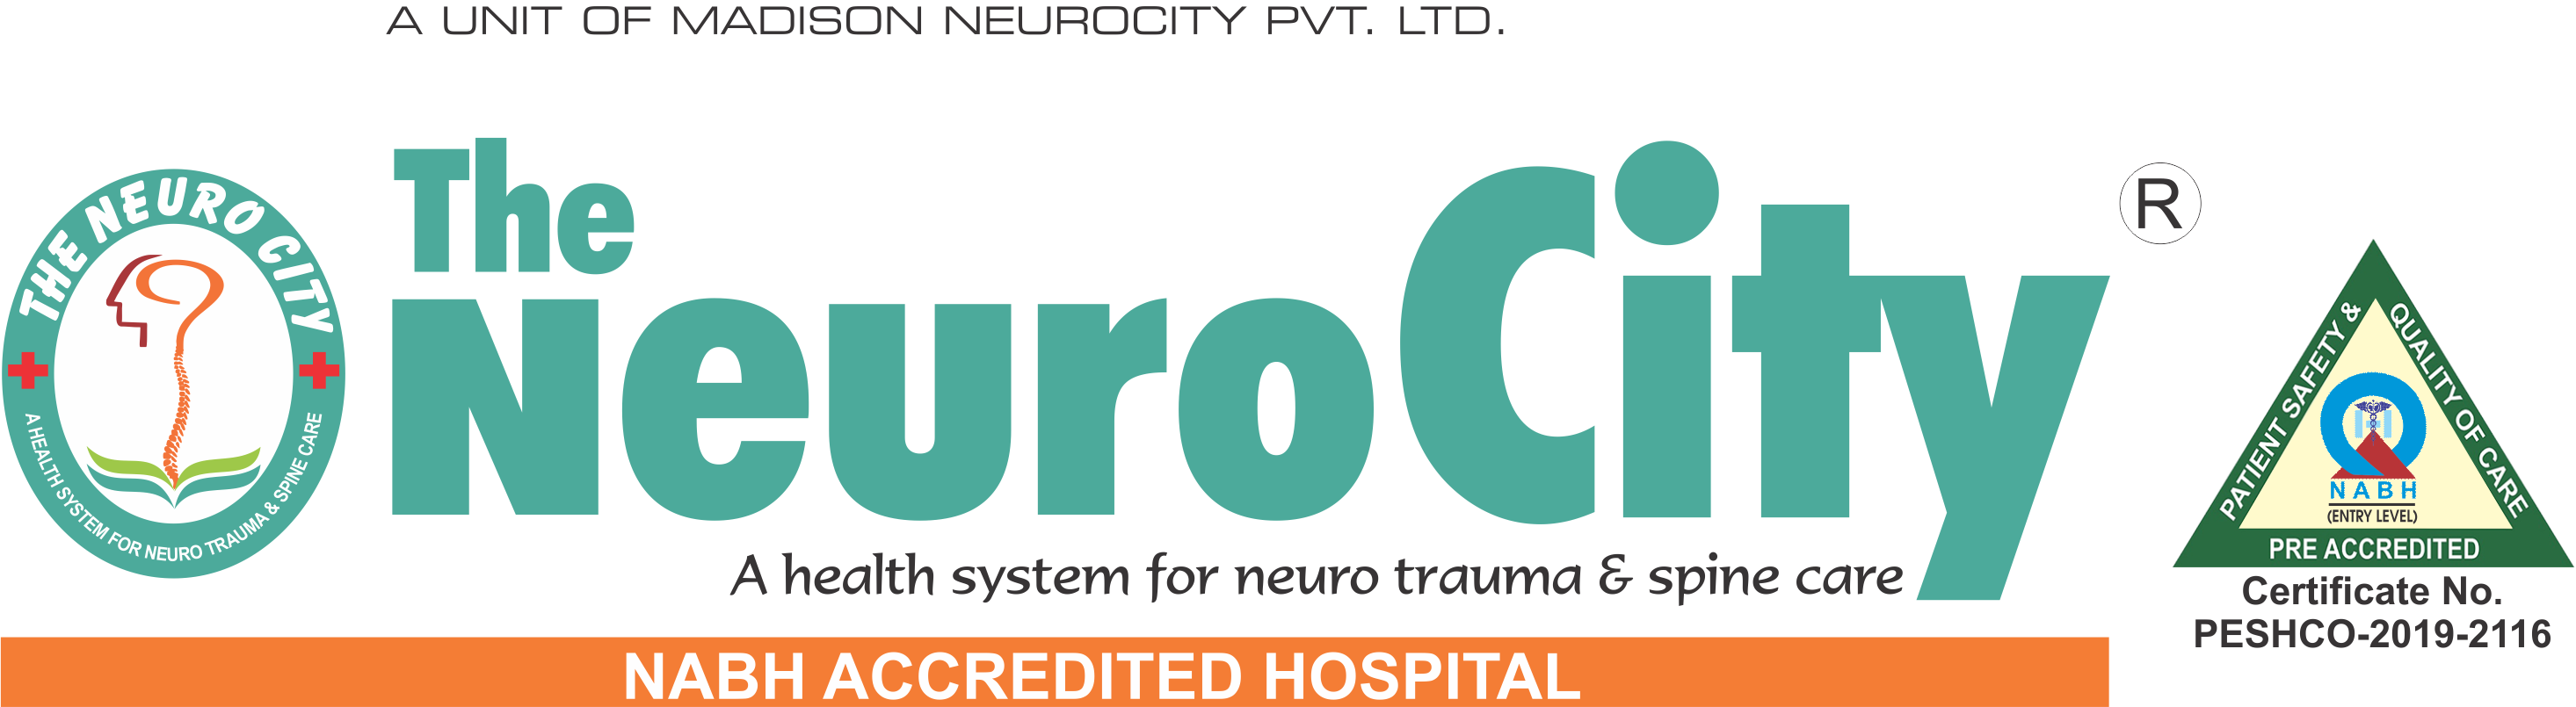 A UNIT OF MADISON NEUROCITY PVT. LTD.
THE NEURO CITY
A HEALTH SYSTEM FOR NEURO TRAUMA & SPINE CARE
The
NeuroCity
®
A health system for neuro trauma & spine care
NABH ACCREDITED HOSPITAL
PATIENT SAFETY &
QUALITY OF CARE
NABH
(ENTRY LEVEL)
PRE ACCREDITED
Certificate No.
PESHCO-2019-2116